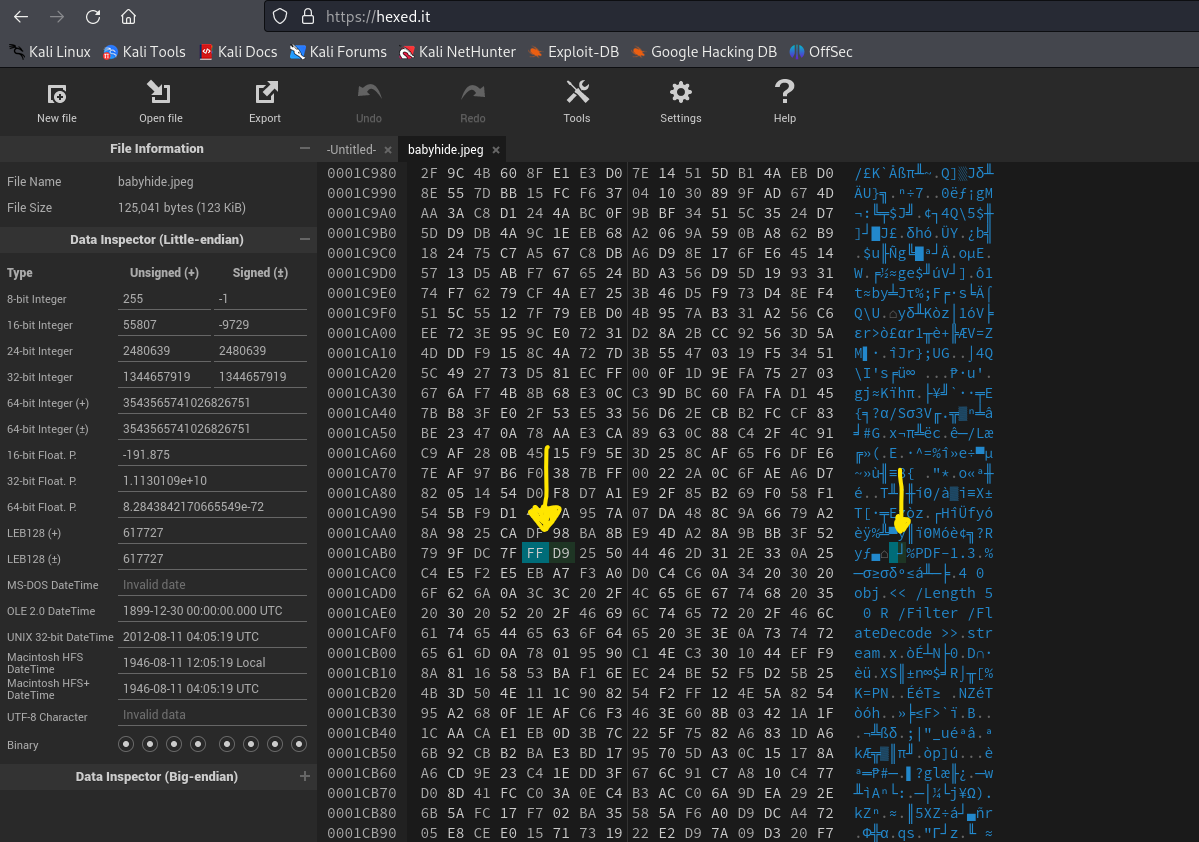 https://hexed.it
Kali Linux Kali Tools Kali Docs Kali Forums Kali NetHunter Exploit-DB Google Hacking DB OffSec
New file Open file Export Undo Redo Tools Settings Help
File Information
File Name babyhide.jpeg
File Size 125,041 bytes (123 KiB)
Data Inspector (Little-endian)
Type Unsigned (+) Signed (±)
8-bit Integer 255 -1
16-bit Integer 55807 -9729
24-bit Integer 2480639 2480639
32-bit Integer 1344657919 1344657919
64-bit Integer (+) 3543565741026826751
64-bit Integer (±) 3543565741026826751
16-bit Float. P. -191.875
32-bit Float. P. 1.1130109e+10
64-bit Float. P. 8.2843842170665549e-72
LEB128 (+) 617727
LEB128 (±) 617727
MS-DOS DateTime Invalid date
OLE 2.0 DateTime 1899-12-30 00:00:00.000 UTC
UNIX 32-bit DateTime 2012-08-11 04:05:19 UTC
Macintosh HFS DateTime 1946-08-11 12:05:19 Local
Macintosh HFS+ DateTime 1946-08-11 04:05:19 UTC
UTF-8 Character Invalid data
Binary
Data Inspector (Big-endian)
-Untitled- × babyhide.jpeg ×
0001C980 2F 9C 4B 60 8F E1 E3 D0 7E 14 51 5D B1 4A EB D0
0001C990 8E 55 7D BB 15 FC F6 37 04 10 30 89 9F AD 67 4D
0001C9A0 AA 3A C8 D1 24 4A BC 0F 9B BF 34 51 5C 35 24 D7
0001C9B0 5D D9 DB 4A 9C 1E EB 68 A2 06 9A 59 0B A8 62 B9
0001C9C0 18 24 75 C7 A5 67 C8 DB A6 D9 8E 17 6F E6 45 14
0001C9D0 57 13 D5 AB F7 67 65 24 BD A3 56 D9 5D 19 93 31
0001C9E0 74 F7 62 79 CF 4A E7 25 3B 46 D5 F9 73 D4 8E F4
0001C9F0 51 5C 55 12 7F 79 EB D0 4B 95 7A B3 31 A2 56 C6
0001CA00 EE 72 3E 95 9C E0 72 31 D2 8A 2B CC 92 56 3D 5A
0001CA10 4D DD F9 15 8C 4A 72 7D 3B 55 47 03 19 F5 34 51
0001CA20 5C 49 27 73 D5 81 EC FF 00 0F 1D 9E FA 75 27 03
0001CA30 67 6A F7 4B 8B 68 E3 0C C3 9D BC 60 FA FA D1 45
0001CA40 7B B8 3F E0 2F 53 E5 33 56 D6 2E CB B2 FC CF 83
0001CA50 BE 23 47 0A 78 AA E3 CA 89 63 0C 88 C4 2F 4C 91
0001CA60 C9 AF 28 0B 45 15 F9 5E 3D 25 8C AF 65 F6 DF E6
0001CA70 7E AF 97 B6 F0 38 7B FF 00 22 2A 0C 6F AE A6 D7
0001CA80 82 05 14 54 D0 F8 D7 A1 E9 2F 85 B2 69 F0 58 F1
0001CA90 54 5B F9 D1 7A 95 7A 07 DA 48 8C 9A 66 79 A2
0001CAA0 8A 98 25 CA DF 98 BA 8B E9 4D A2 8A 9B BB 3F 52
0001CAB0 79 9F DC 7F FF D9 25 50 44 46 2D 31 2E 33 0A 25 %PDF-1.3.%
0001CAC0 C4 E5 F2 E5 EB A7 F3 A0 D0 C4 C6 0A 34 20 30 20 .4 0
0001CAD0 6F 62 6A 0A 3C 3C 20 2F 4C 65 6E 67 74 68 20 35 obj.<< /Length 5
0001CAE0 20 30 20 52 20 2F 46 69 6C 74 65 72 20 2F 46 6C 0 R /Filter /Fl
0001CAF0 61 74 65 44 65 63 6F 64 65 20 3E 3E 0A 73 74 72 ateDecode >>.str
0001CB00 65 61 6D 0A 78 01 95 90 C1 4E C3 30 10 44 EF F9
0001CB10 8A 81 16 58 53 BA F1 6E EC 24 BE 52 F5 D2 5B 25
0001CB20 4B 3D 50 4E 11 1C 90 82 54 F2 FF 12 4E 5A 82 54
0001CB30 95 A2 68 0F 1E AF C6 F3 46 3E 60 8B 03 42 1A 1F
0001CB40 1C AA CA E1 EB 0D 3B 7C 22 5F 75 82 A6 83 1D A6
0001CB50 6B 92 CB B2 BA E3 BD 17 95 70 5D A3 0C 15 17 8A
0001CB60 A6 CD 9E 23 C4 1E DD 3F 67 6C 91 C7 A8 10 C4 77
0001CB70 D0 8D 41 FC C0 3A 0E C4 B3 AC C0 6A 9D EA 29 2E
0001CB80 6B 5A FC 17 F7 02 BA 35 58 5A F6 A0 D9 DC A4 72
0001CB90 05 E8 CE E0 15 71 73 19 22 E2 D9 7A 09 D3 20 F7